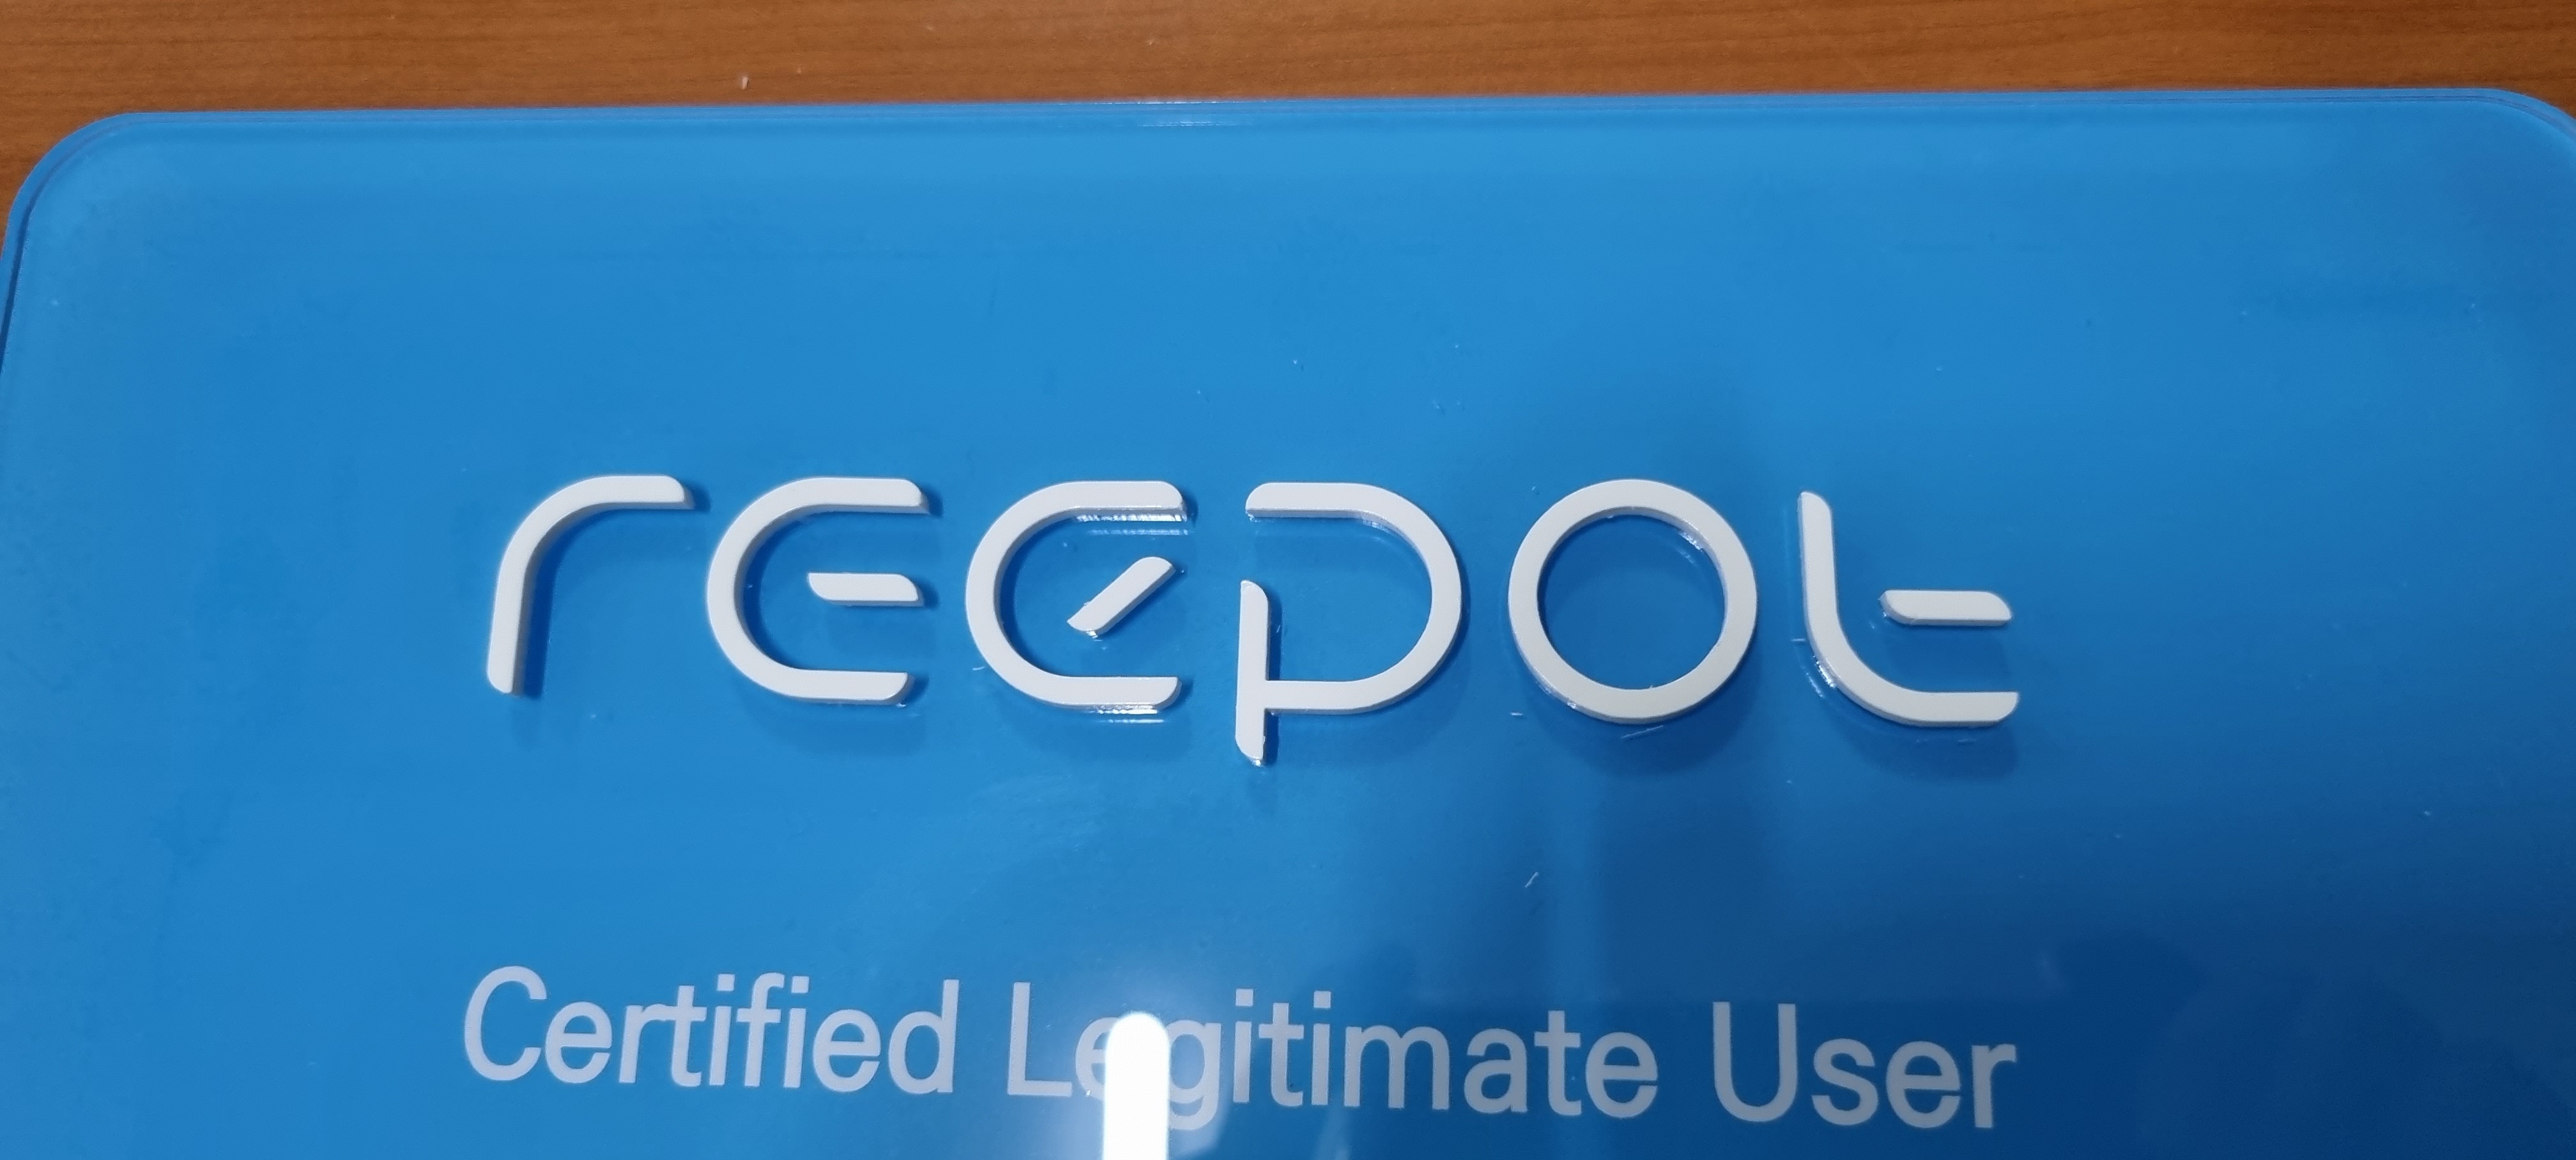 reepot
Certified Legitimate User